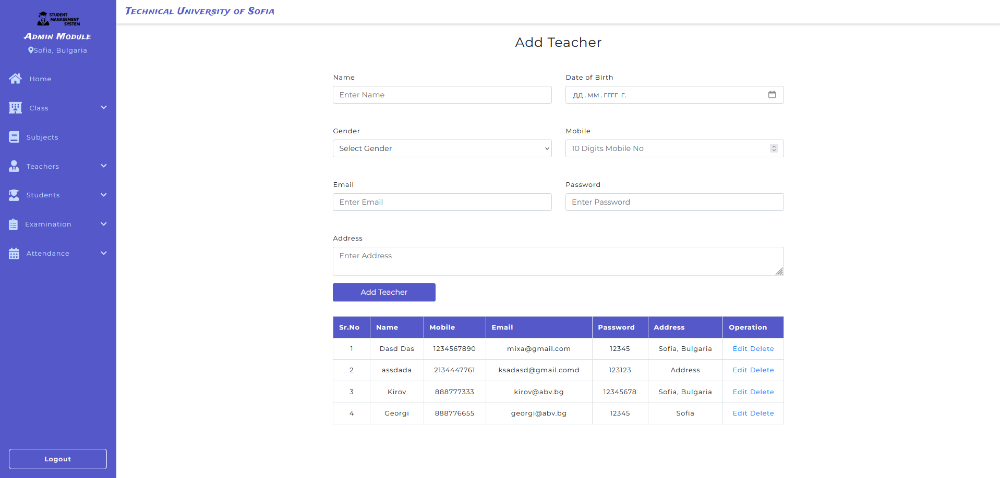 STUDENT
MANAGEMENT
SYSTEM
Admin Module
Sofia, Bulgaria
Home
Class
Subjects
Teachers
Students
Examination
Attendance
Logout
Technical University of Sofia
Add Teacher
Name Date of Birth
Enter Name дд.мм.гггг г.
Gender Mobile
Select Gender 10 Digits Mobile No
Email Password
Enter Email Enter Password
Address
Enter Address
Add Teacher
Sr.No Name Mobile Email Password Address Operation
1 Dasd Das 1234567890 mixa@gmail.com 12345 Sofia, Bulgaria Edit Delete
2 assdada 2134447761 ksadasd@gmail.comd 123123 Address Edit Delete
3 Kirov 888777333 kirov@abv.bg 12345678 Sofia, Bulgaria Edit Delete
4 Georgi 888776655 georgi@abv.bg 12345 Sofia Edit Delete